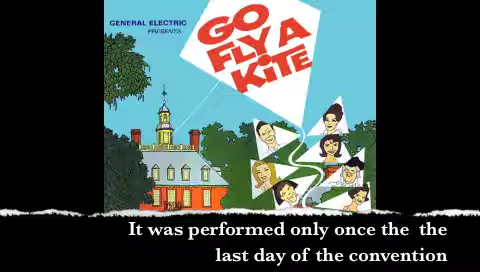 GENERAL ELECTRIC
PRESENTS
GO
FLY A
KITE
It was performed only once the  the
last day of the convention